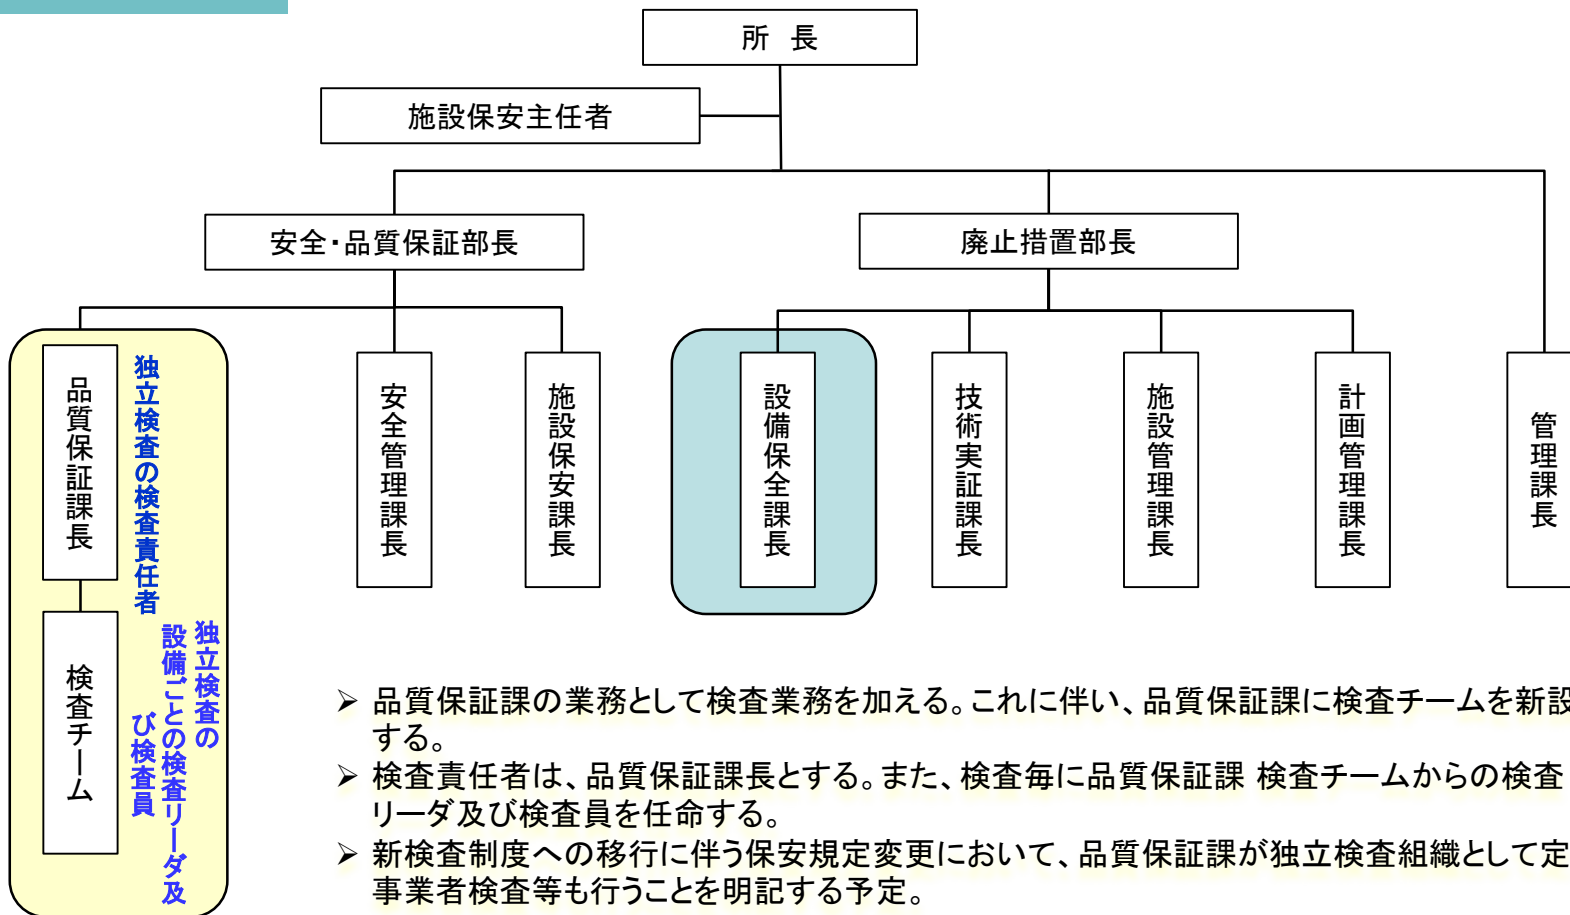 所 長
施設保安主任者
安全・品質保証部長
廃止措置部長
品質保証課長
独立検査の検査責任者
検査チーム
独立検査の
設備ごとの検査リーダ及
び検査員
安全管理課長
施設保安課長
設備保全課長
技術実証課長
施設管理課長
計画管理課長
管理課長
➢ 品質保証課の業務として検査業務を加える。これに伴い、品質保証課に検査チームを新設
する。
➢ 検査責任者は、品質保証課長とする。また、検査毎に品質保証課 検査チームからの検査
リーダ及び検査員を任命する。
➢ 新検査制度への移行に伴う保安規定変更において、品質保証課が独立検査組織として定
事業者検査等も行うことを明記する予定。